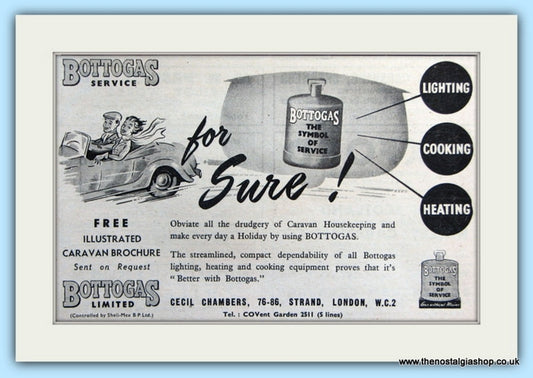 BOTTOGAS
SERVICE
for
Sure!
BOTTOGAS
THE
SYMBOL
OF
SERVICE
LIGHTING
COOKING
HEATING
FREE
ILLUSTRATED
CARAVAN BROCHURE
Sent on Request
BOTTOGAS
LIMITED
(Controlled by Shell-Mex B P Ltd.)
Obviate all the drudgery of Caravan Housekeeping and
make every day a Holiday by using BOTTOGAS.
The streamlined, compact dependability of all Bottogas
lighting, heating and cooking equipment proves that it's
"Better with Bottogas."
CECIL CHAMBERS, 76-86, STRAND, LONDON, W.C.2
Tel. : COVent Garden 2511 (5 lines)
BOTTOGAS
THE
SYMBOL
OF
SERVICE
www.thenostalgiashop.co.uk